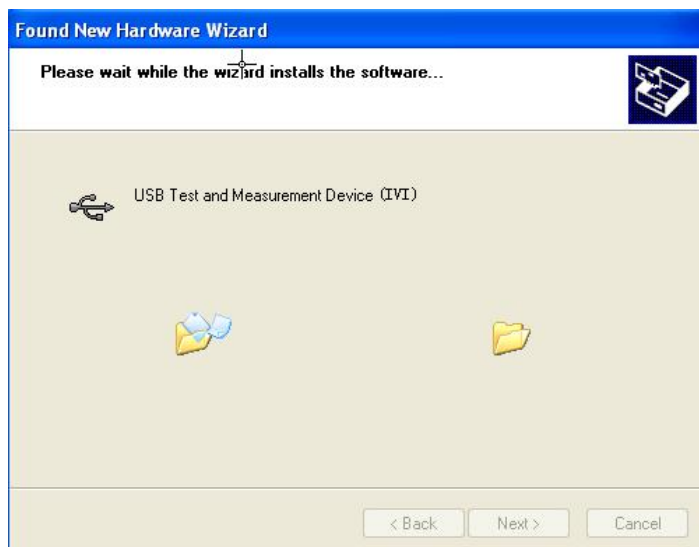 Found New Hardware Wizard
Please wait while the wizard installs the software...
USB Test and Measurement Device (IVI)
< Back
Next >
Cancel